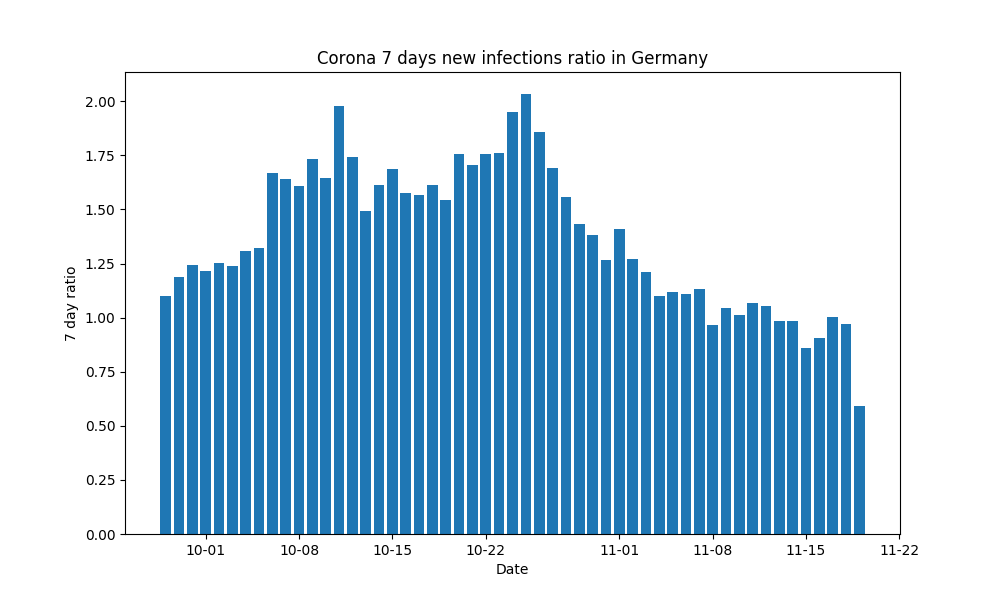 Corona 7 days new infections ratio in Germany
7 day ratio
2.00
1.75
1.50
1.25
1.00
0.75
0.50
0.25
0.00
10-01 10-08 10-15 10-22 11-01 11-08 11-15 11-22
Date